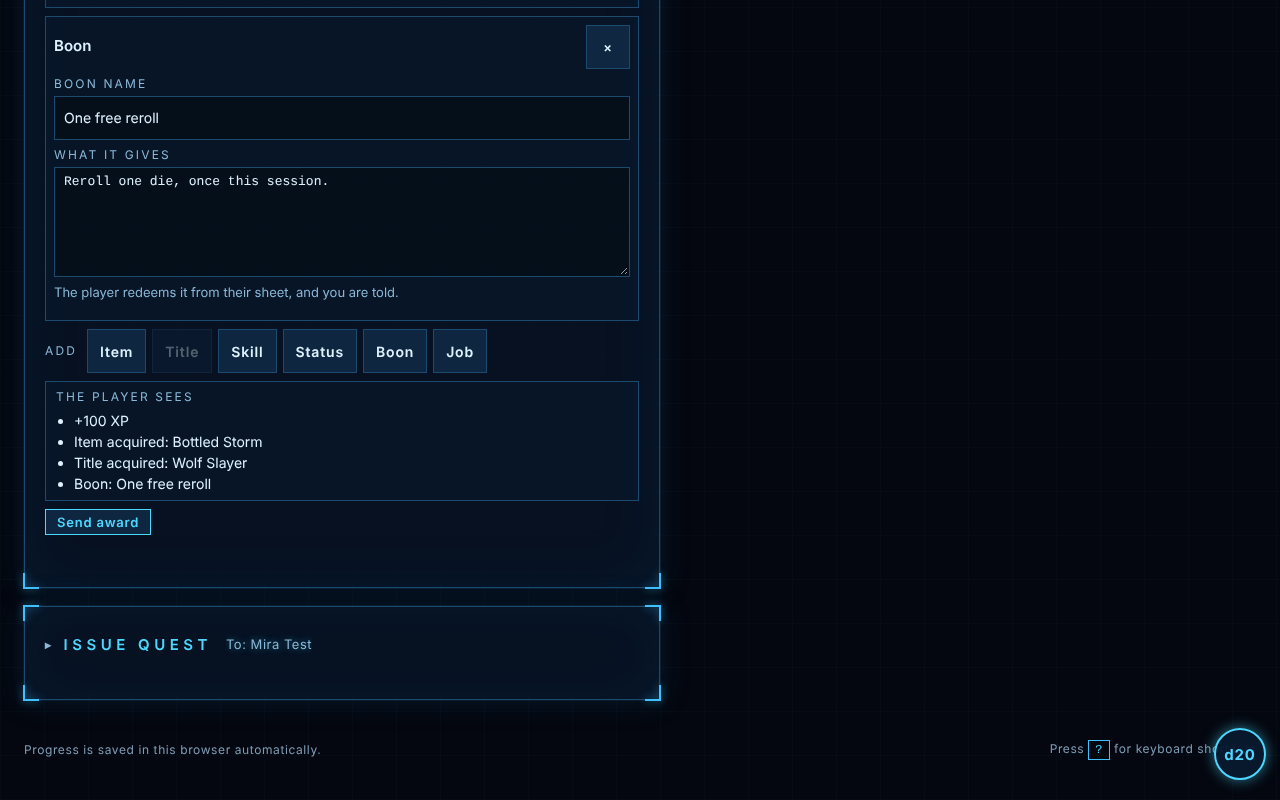 Boon
×
BOON NAME
One free reroll
WHAT IT GIVES
Reroll one die, once this session.
The player redeems it from their sheet, and you are told.
ADD Item Title Skill Status Boon Job
THE PLAYER SEES
• +100 XP
• Item acquired: Bottled Storm
• Title acquired: Wolf Slayer
• Boon: One free reroll
Send award
▸ ISSUE QUEST To: Mira Test
Progress is saved in this browser automatically.
Press ? for keyboard
d20